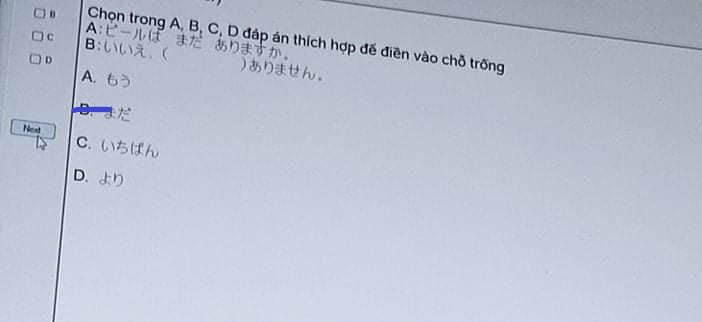 B
C
D
Next
Chọn trong A, B, C, D đáp án thích hợp để điền vào chỗ trống
A:ビールは まだ ありますか。
B:いいえ、( )ありません。
A. もう
B. まだ
C. いちばん
D. より